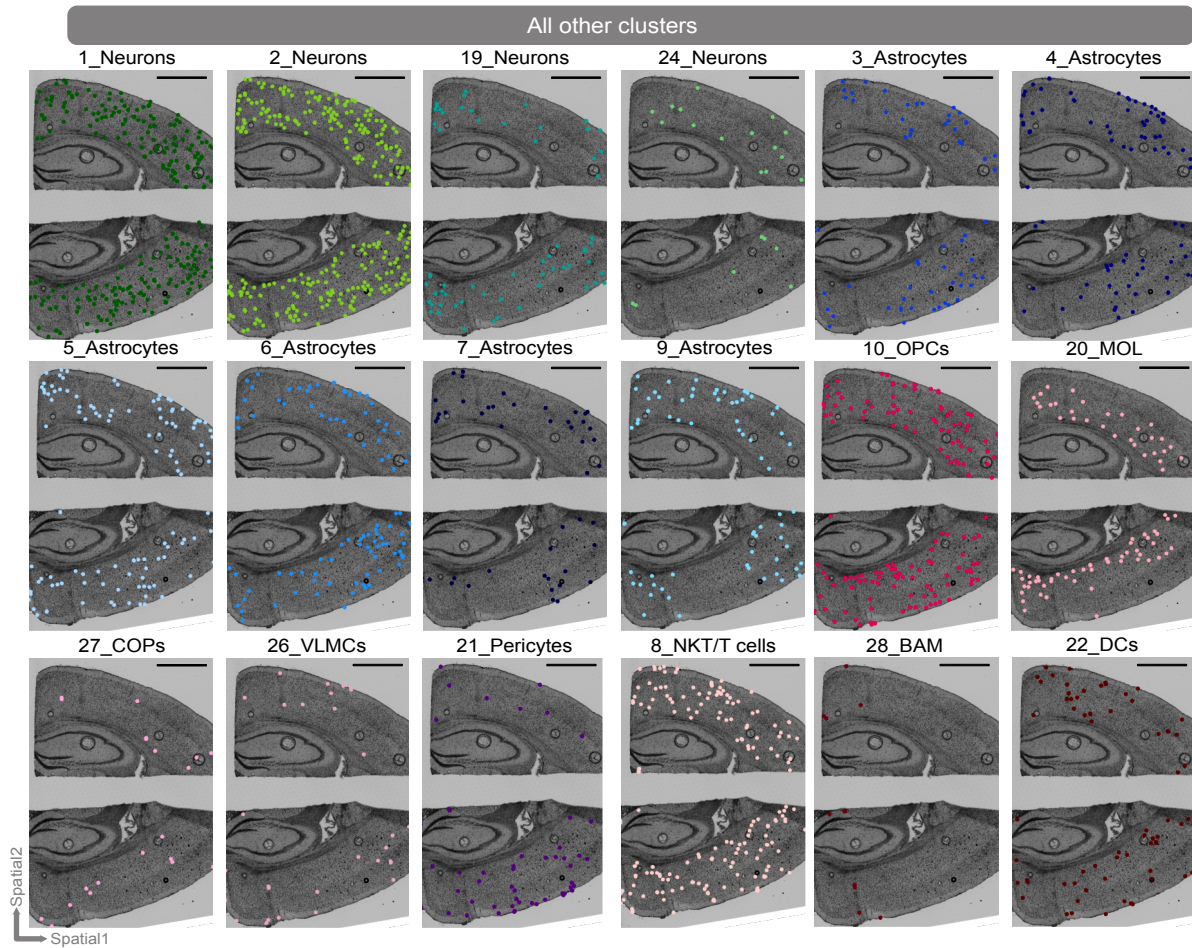 All other clusters
1_Neurons 2_Neurons 19_Neurons 24_Neurons 3_Astrocytes 4_Astrocytes
5_Astrocytes 6_Astrocytes 7_Astrocytes 9_Astrocytes 10_OPCs 20_MOL
27_COPs 26_VLMCs 21_Pericytes 8_NKT/T cells 28_BAM 22_DCs
Spatial2
Spatial1